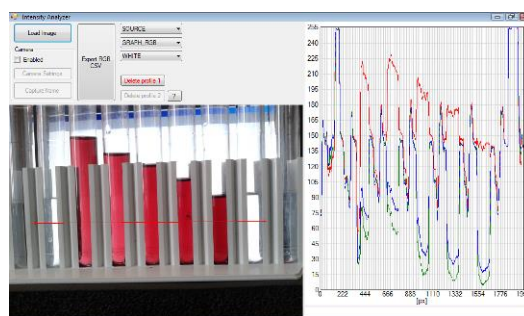 Intensity Analyzer
Load Image
Camera
Enabled
Camera Settings
Capture frame
Export RGB
CSV
SOURCE
GRAPH_RGB
WHITE
Delete profile 1
Delete profile 2
?
255
240
225
210
195
180
165
150
135
120
105
90
75
60
45
30
15
0
0 222 444 666 888 1110 1332 1554 1776
[px]